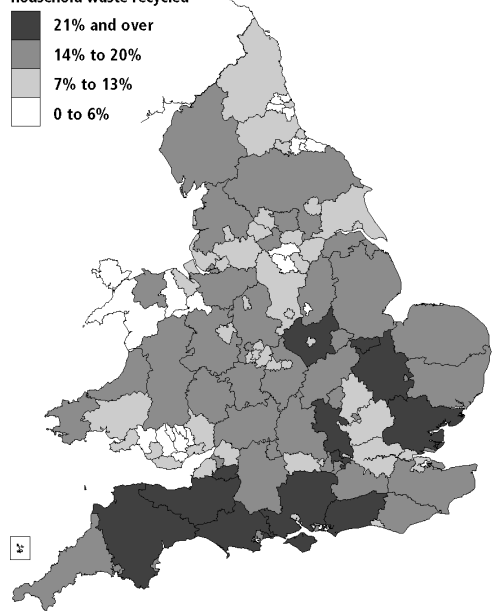 household waste recycled
21% and over
14% to 20%
7% to 13%
0 to 6%